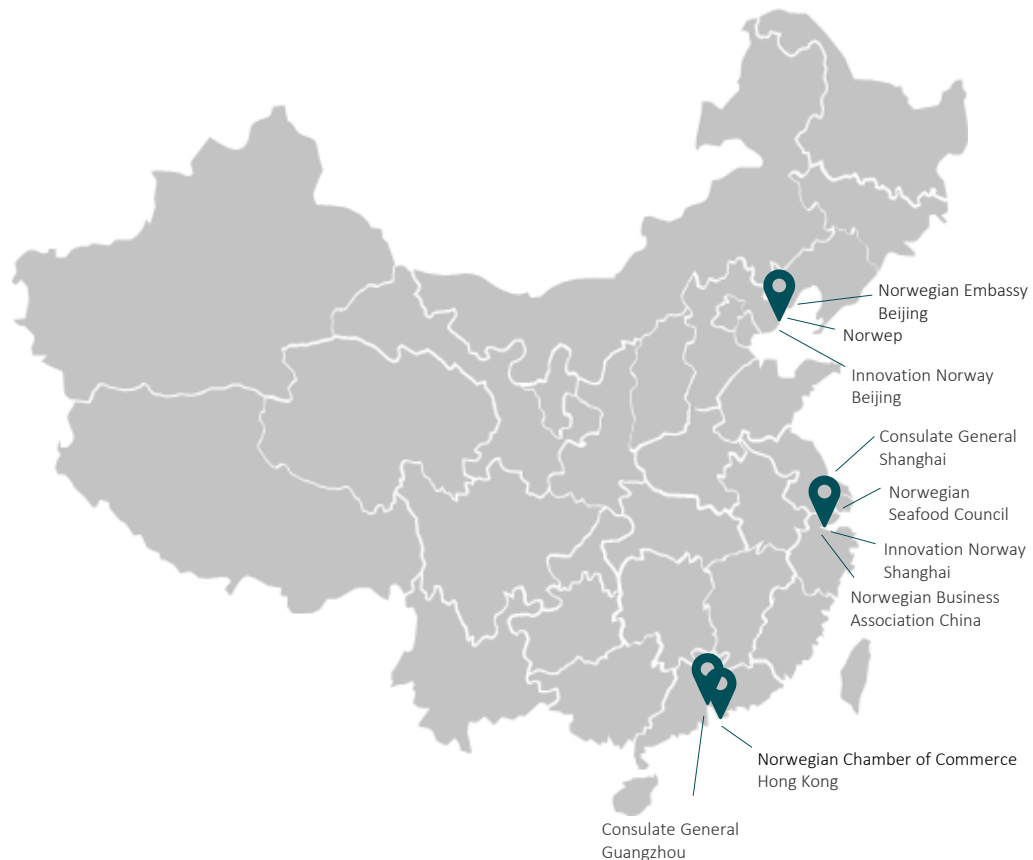 Norwegian Embassy
Beijing
Norwep
Innovation Norway
Beijing
Consulate General
Shanghai
Norwegian
Seafood Council
Innovation Norway
Shanghai
Norwegian Business
Association China
Norwegian Chamber of Commerce
Hong Kong
Consulate General
Guangzhou